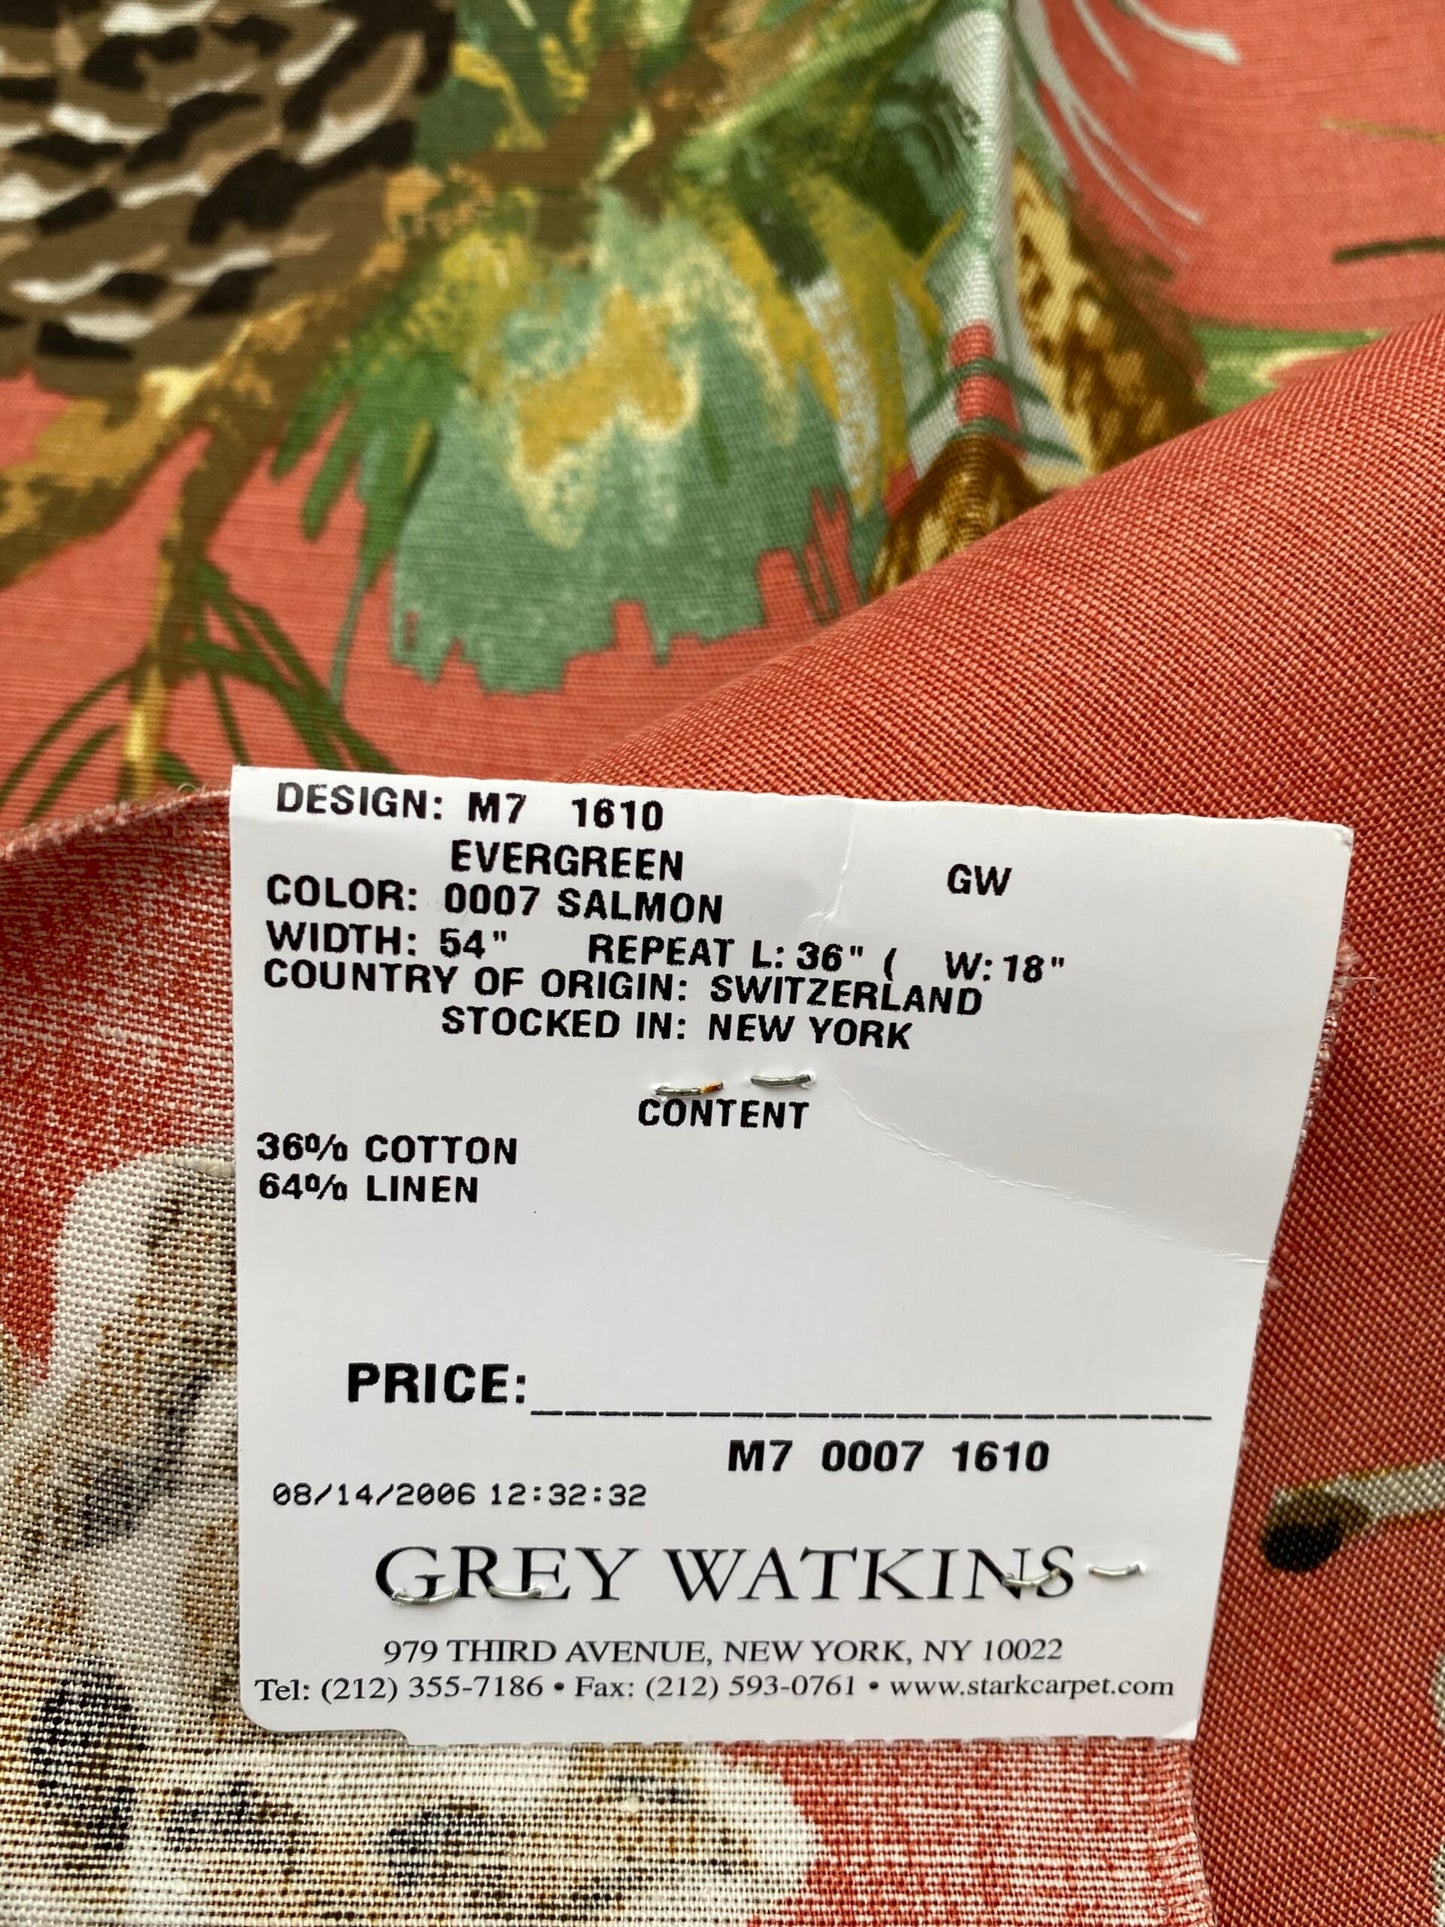 DESIGN: M7 1610
EVERGREEN GW
COLOR: 0007 SALMON
WIDTH: 54" REPEAT L: 36" ( W: 18"
COUNTRY OF ORIGIN: SWITZERLAND
STOCKED IN: NEW YORK
CONTENT
36% COTTON
64% LINEN
PRICE:
M7 0007 1610
08/14/2006 12:32:32
GREY WATKINS
979 THIRD AVENUE, NEW YORK, NY 10022
Tel: (212) 355-7186 • Fax: (212) 593-0761 • www.starkcarpet.com